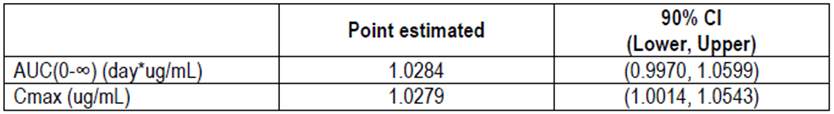 Point estimated 90% CI
(Lower, Upper)
AUC(0-∞) (day*ug/mL) 1.0284 (0.9970, 1.0599)
Cmax (ug/mL) 1.0279 (1.0014, 1.0543)